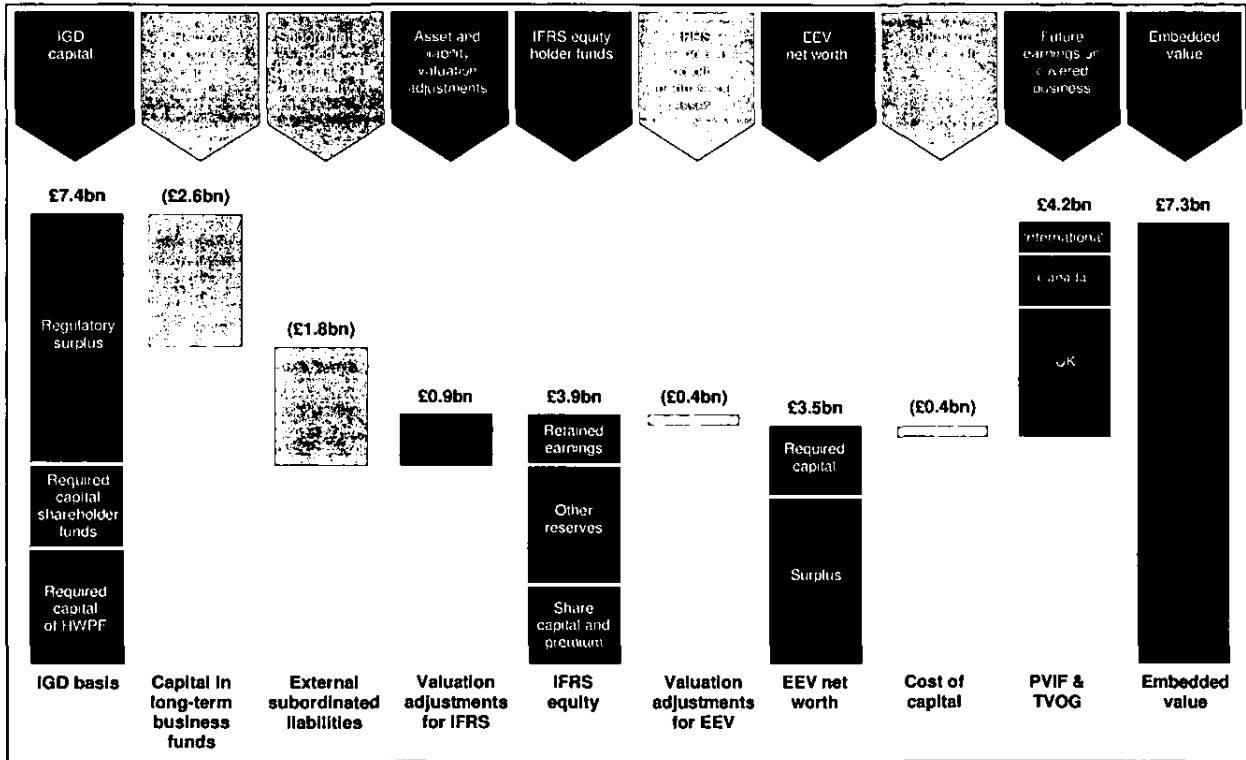 IGD
capital
Asset and
liability
valuation
adjustments
IFRS equity
holder funds
EEV
net worth
Future
earnings on
covered
business
Embedded
value
£7.4bn
(£2.6bn)
(£1.8bn)
£0.9bn
£3.9bn
(£0.4bn)
£3.5bn
(£0.4bn)
£4.2bn
£7.3bn
Regulatory
surplus
Required
capital
shareholder
funds
Required
capital
of HWPF
Retained
earnings
Other
reserves
Share
capital and
premium
Required
capital
Surplus
International
Canada
UK
IGD basis
Capital in
long-term
business
funds
External
subordinated
liabilities
Valuation
adjustments
for IFRS
IFRS
equity
Valuation
adjustments
for EEV
EEV net
worth
Cost of
capital
PVIF &
TVOG
Embedded
value